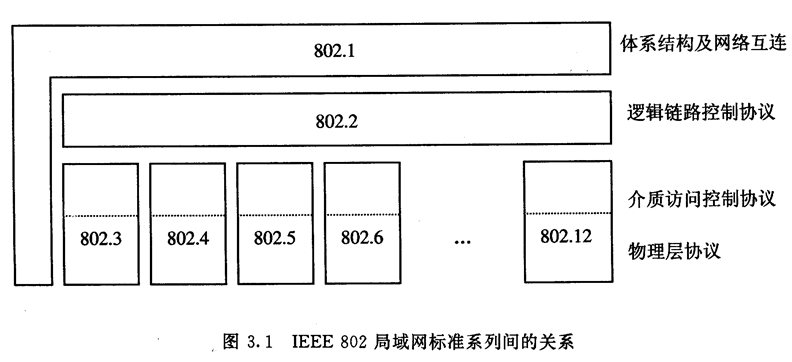 802.1 体系结构及网络互连
802.2 逻辑链路控制协议
介质访问控制协议
802.3 802.4 802.5 802.6 ... 802.12 物理层协议
图 3.1 IEEE 802 局域网标准系列间的关系